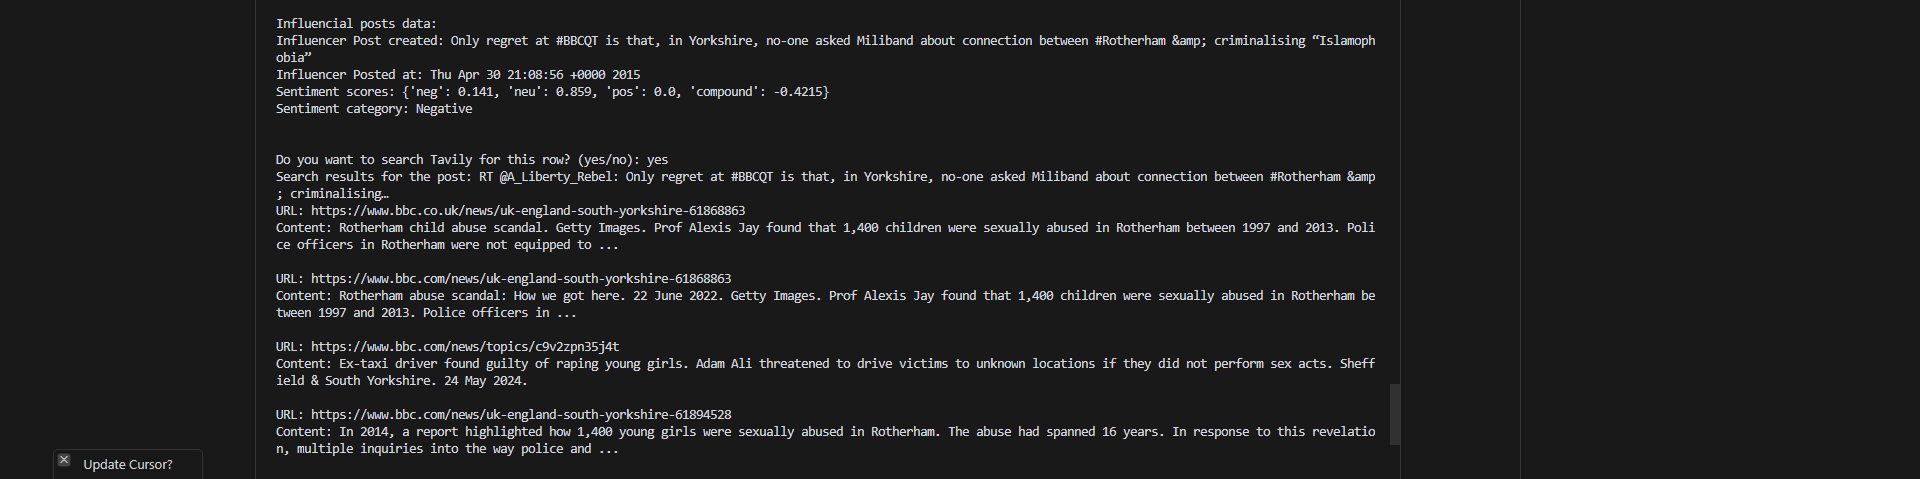 Influencial posts data:
Influencer Post created: Only regret at #BBCQT is that, in Yorkshire, no-one asked Miliband about connection between #Rotherham &amp; criminalising “Islamoph
obia”
Influencer Posted at: Thu Apr 30 21:08:56 +0000 2015
Sentiment scores: {'neg': 0.141, 'neu': 0.859, 'pos': 0.0, 'compound': -0.4215}
Sentiment category: Negative
Do you want to search Tavily for this row? (yes/no): yes
Search results for the post: RT @A_Liberty_Rebel: Only regret at #BBCQT is that, in Yorkshire, no-one asked Miliband about connection between #Rotherham &amp
; criminalising…
URL: https://www.bbc.co.uk/news/uk-england-south-yorkshire-61868863
Content: Rotherham child abuse scandal. Getty Images. Prof Alexis Jay found that 1,400 children were sexually abused in Rotherham between 1997 and 2013. Poli
ce officers in Rotherham were not equipped to ...
URL: https://www.bbc.com/news/uk-england-south-yorkshire-61868863
Content: Rotherham abuse scandal: How we got here. 22 June 2022. Getty Images. Prof Alexis Jay found that 1,400 children were sexually abused in Rotherham be
tween 1997 and 2013. Police officers in ...
URL: https://www.bbc.com/news/topics/c9v2zpn35j4t
Content: Ex-taxi driver found guilty of raping young girls. Adam Ali threatened to drive victims to unknown locations if they did not perform sex acts. Sheff
ield & South Yorkshire. 24 May 2024.
URL: https://www.bbc.com/news/uk-england-south-yorkshire-61894528
Content: In 2014, a report highlighted how 1,400 young girls were sexually abused in Rotherham. The abuse had spanned 16 years. In response to this revelatio
n, multiple inquiries into the way police and ...
Update Cursor?